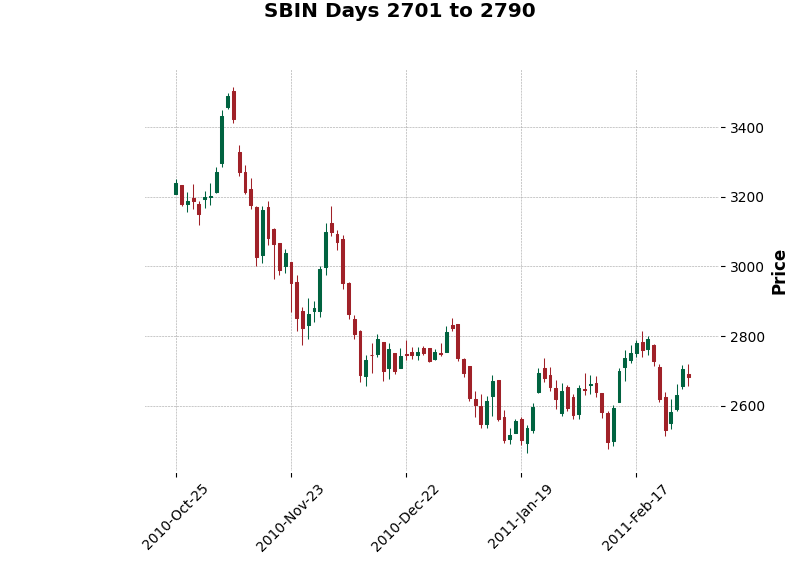 SBIN Days 2701 to 2790
3400
3200
3000
2800
2600
Price
2010-Oct-25
2010-Nov-23
2010-Dec-22
2011-Jan-19
2011-Feb-17